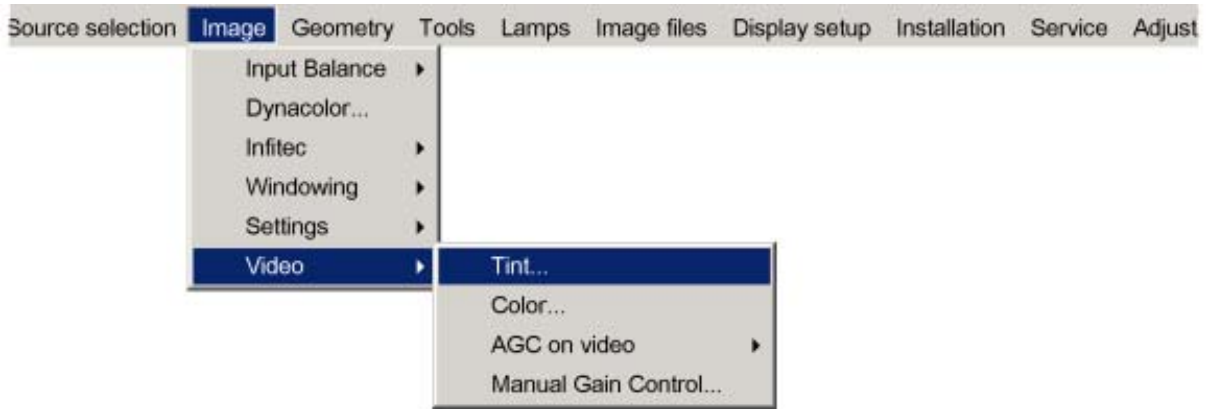 Source selection Image Geometry Tools Lamps Image files Display setup Installation Service Adjust
Input Balance
Dynacolor...
Infitec
Windowing
Settings
Video
Tint...
Color...
AGC on video
Manual Gain Control...